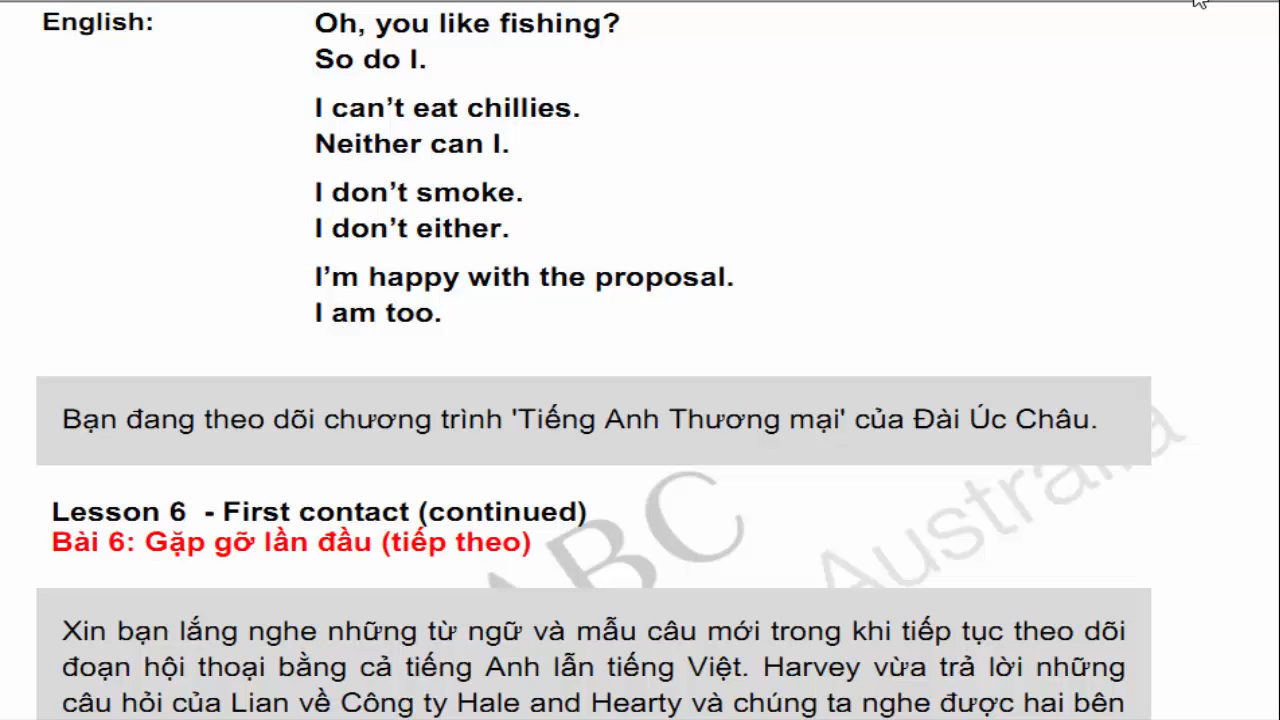 English:
Oh, you like fishing?
So do I.
I can’t eat chillies.
Neither can I.
I don’t smoke.
I don’t either.
I’m happy with the proposal.
I am too.
Bạn đang theo dõi chương trình 'Tiếng Anh Thương mại' của Đài Úc Châu.
Lesson 6 - First contact (continued)
Bài 6: Gặp gỡ lần đầu (tiếp theo)
ABC
Australia
Xin bạn lắng nghe những từ ngữ và mẫu câu mới trong khi tiếp tục theo dõi
đoạn hội thoại bằng cả tiếng Anh lẫn tiếng Việt. Harvey vừa trả lời những
câu hỏi của Lian về Công ty Hale and Hearty và chúng ta nghe được hai bên